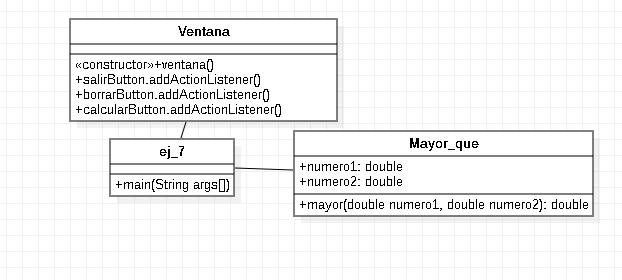 Ventana
«constructor»+ventana()
+salirButton.addActionListener()
+borrarButton.addActionListener()
+calcularButton.addActionListener()
ej_7
+main(String args[])
Mayor_que
+numero1: double
+numero2: double
+mayor(double numero1, double numero2): double